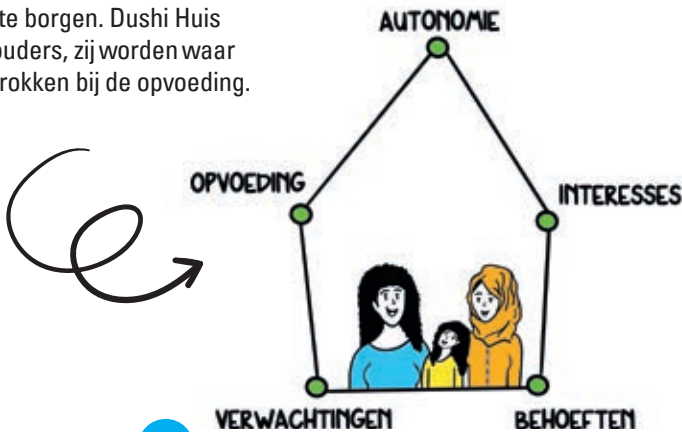 te borgen. Dushi Huis
ouders, zij worden waar
rokken bij de opvoeding.
AUTONOMIE
OPVOEDING
INTERESSES
VERWACHTINGEN
BEHOEFTEN